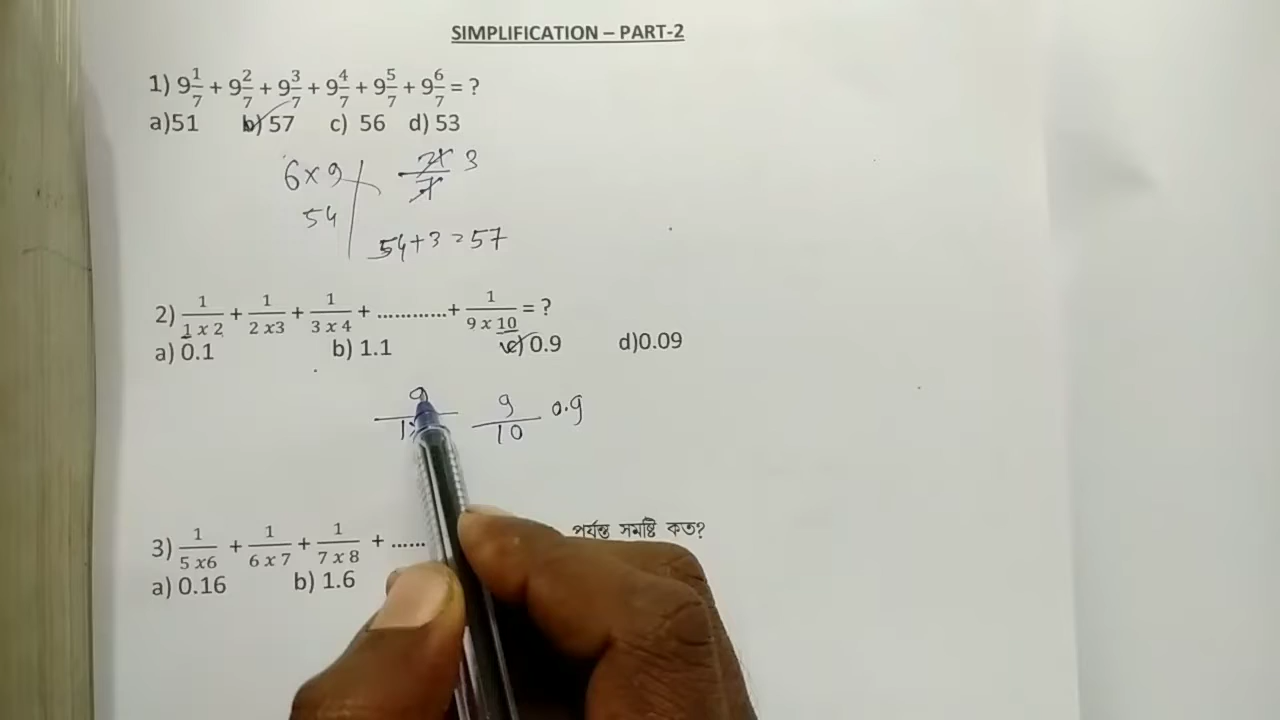 SIMPLIFICATION – PART-2
1) 9 1/7 + 9 2/7 + 9 3/7 + 9 4/7 + 9 5/7 + 9 6/7 = ?
a)51 b) 57 c) 56 d) 53
6 x 9 21/7 3
54
54+3=57
2) 1/(1 x 2) + 1/(2 x3) + 1/(3 x 4) + ............+ 1/(9 x 10) = ?
a) 0.1 b) 1.1 c) 0.9 d)0.09
9 9/10 0.9
3) 1/(5 x6) + 1/(6 x 7) + 1/(7 x 8) + ...... পর্যন্ত সমষ্টি কত?
a) 0.16 b) 1.6